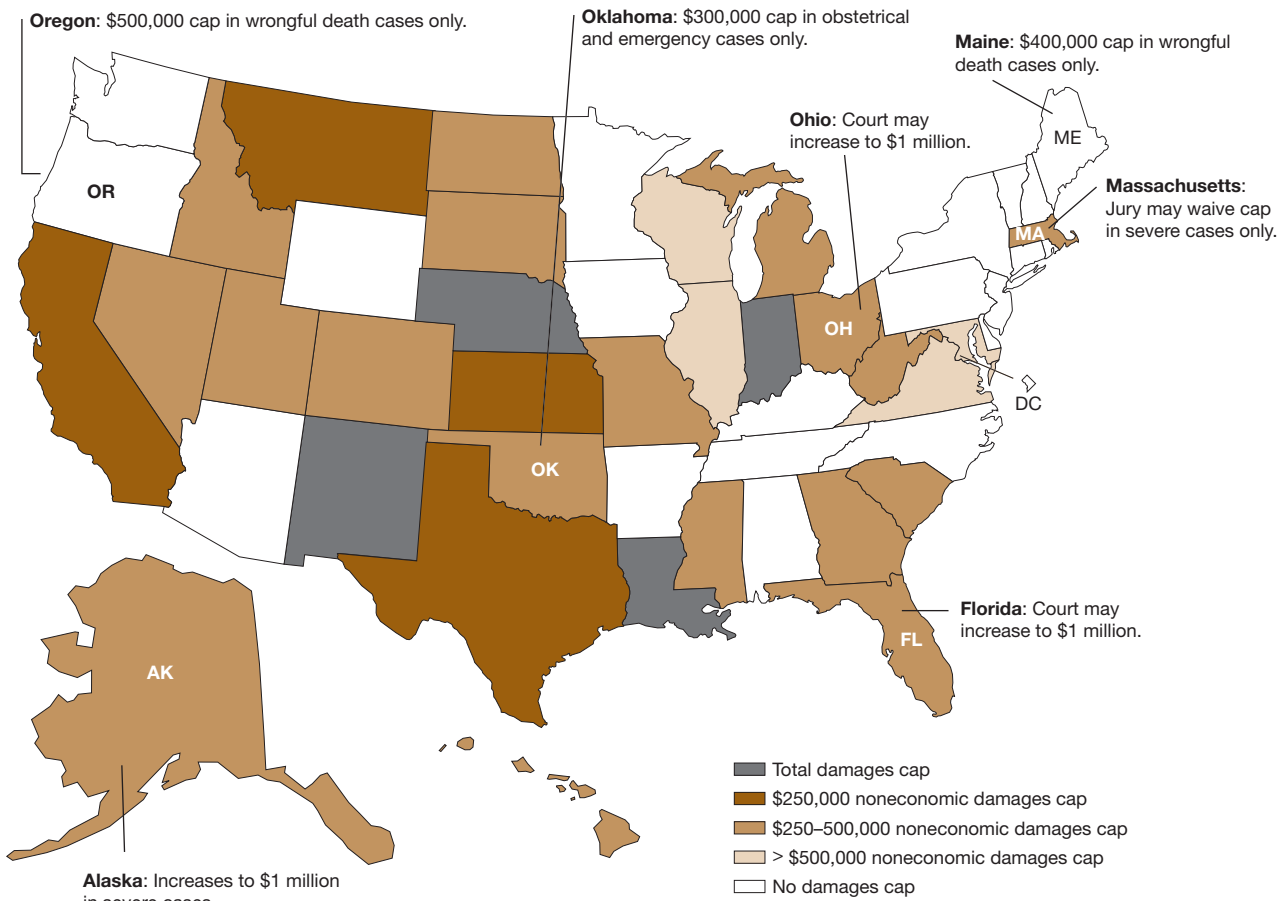 Oregon: $500,000 cap in wrongful death cases only.
Oklahoma: $300,000 cap in obstetrical
and emergency cases only.
Maine: $400,000 cap in wrongful
death cases only.
Ohio: Court may
increase to $1 million.
ME
Massachusetts:
Jury may waive cap
in severe cases only.
OR
MA
OH
DC
OK
Florida: Court may
increase to $1 million.
FL
AK
Total damages cap
$250,000 noneconomic damages cap
$250–500,000 noneconomic damages cap
> $500,000 noneconomic damages cap
No damages cap
Alaska: Increases to $1 million
in severe cases